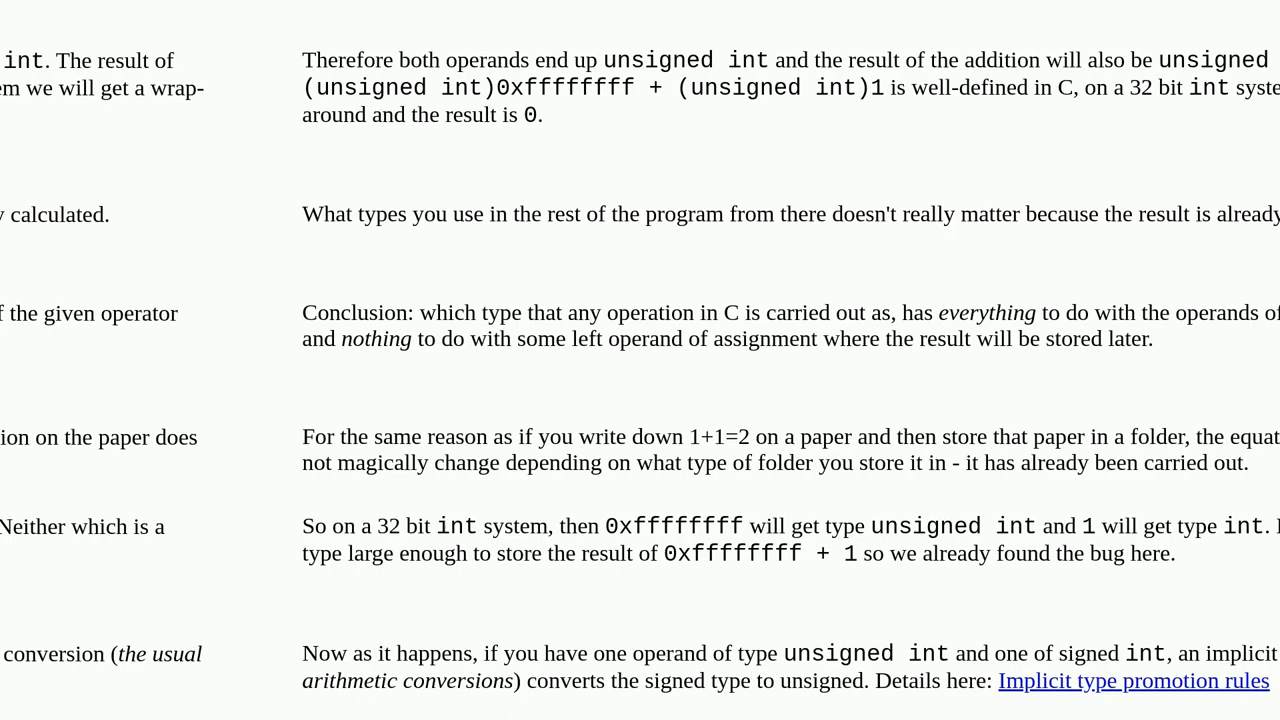 int. The result of
em we will get a wrap-
y calculated.
f the given operator
ion on the paper does
Neither which is a
conversion (the usual
Therefore both operands end up unsigned int and the result of the addition will also be unsigned
(unsigned int)0xffffffff + (unsigned int)1 is well-defined in C, on a 32 bit int syste
around and the result is 0.
What types you use in the rest of the program from there doesn't really matter because the result is already
Conclusion: which type that any operation in C is carried out as, has everything to do with the operands of
and nothing to do with some left operand of assignment where the result will be stored later.
For the same reason as if you write down 1+1=2 on a paper and then store that paper in a folder, the equat
not magically change depending on what type of folder you store it in - it has already been carried out.
So on a 32 bit int system, then 0xffffffff will get type unsigned int and 1 will get type int.
type large enough to store the result of 0xffffffff + 1 so we already found the bug here.
Now as it happens, if you have one operand of type unsigned int and one of signed int, an implicit
arithmetic conversions) converts the signed type to unsigned. Details here: Implicit type promotion rules